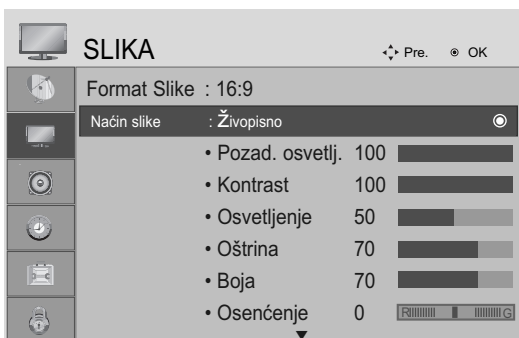 SLIKA Pre. OK
Format Slike : 16:9
Naćin slike : Živopisno
• Pozad. osvetlj. 100
• Kontrast 100
• Osvetljenje 50
• Oštrina 70
• Boja 70
• Osenćenje 0 R G